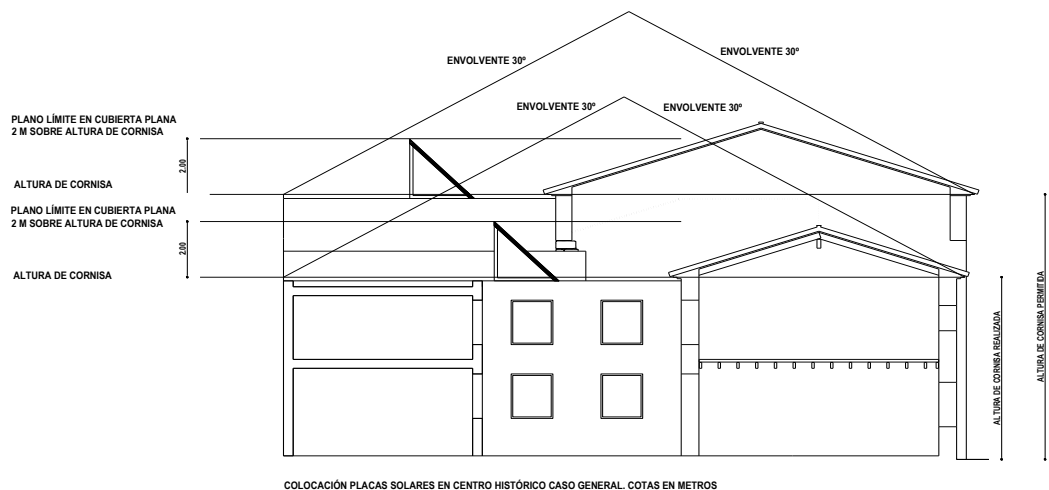 ENVOLVENTE 30º
ENVOLVENTE 30º
ENVOLVENTE 30º
ENVOLVENTE 30º
PLANO LÍMITE EN CUBIERTA PLANA
2 M SOBRE ALTURA DE CORNISA
2.00
ALTURA DE CORNISA
PLANO LÍMITE EN CUBIERTA PLANA
2 M SOBRE ALTURA DE CORNISA
2.00
ALTURA DE CORNISA
ALTURA DE CORNISA REALIZADA
ALTURA DE CORNISA PERMITIDA
COLOCACIÓN PLACAS SOLARES EN CENTRO HISTÓRICO CASO GENERAL. COTAS EN METROS